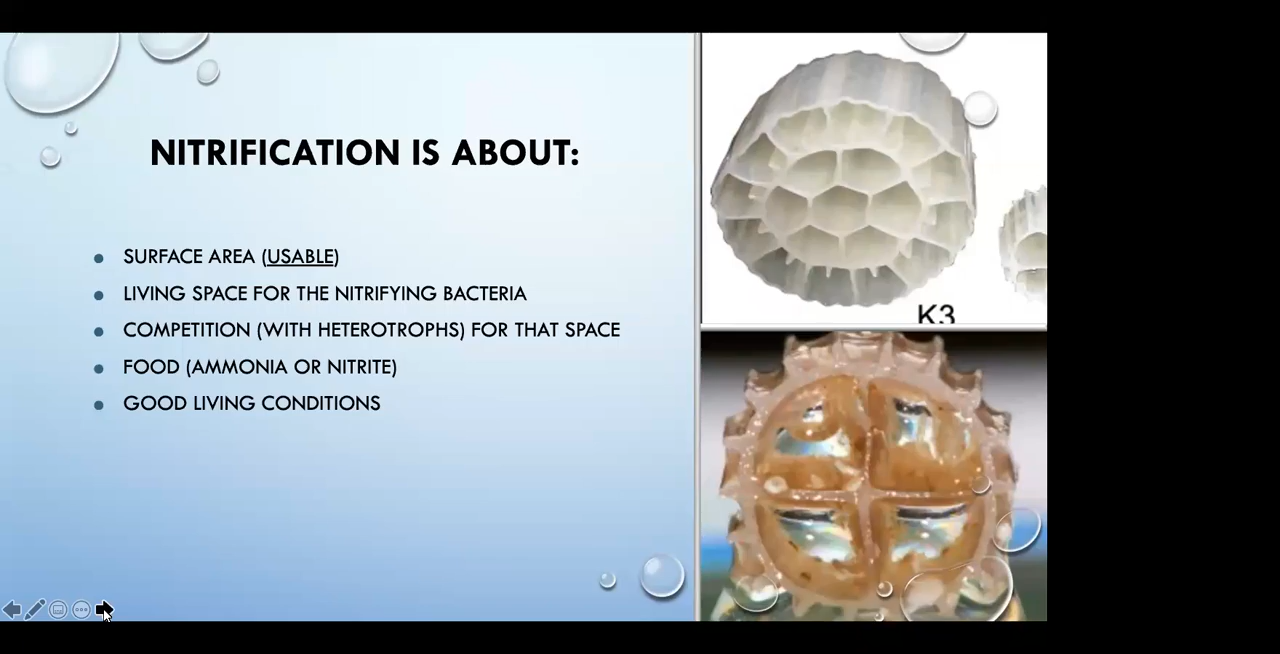 NITRIFICATION IS ABOUT:
SURFACE AREA (USABLE)
LIVING SPACE FOR THE NITRIFYING BACTERIA
COMPETITION (WITH HETEROTROPHS) FOR THAT SPACE
FOOD (AMMONIA OR NITRITE)
GOOD LIVING CONDITIONS
K3